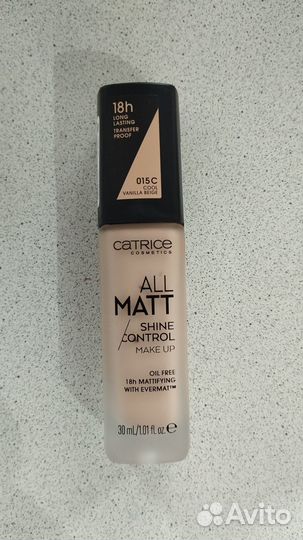 18h
LONG
LASTING
TRANSFER
PROOF
015 C
COOL
VANILLA BEIGE
CATRICE
COSMETICS
ALL
MATT
SHINE
CONTROL
MAKE UP
OIL FREE
18h MATTIFYING
WITH EVERMAT™
30 mL/1.01 fl.oz.℮
Avito